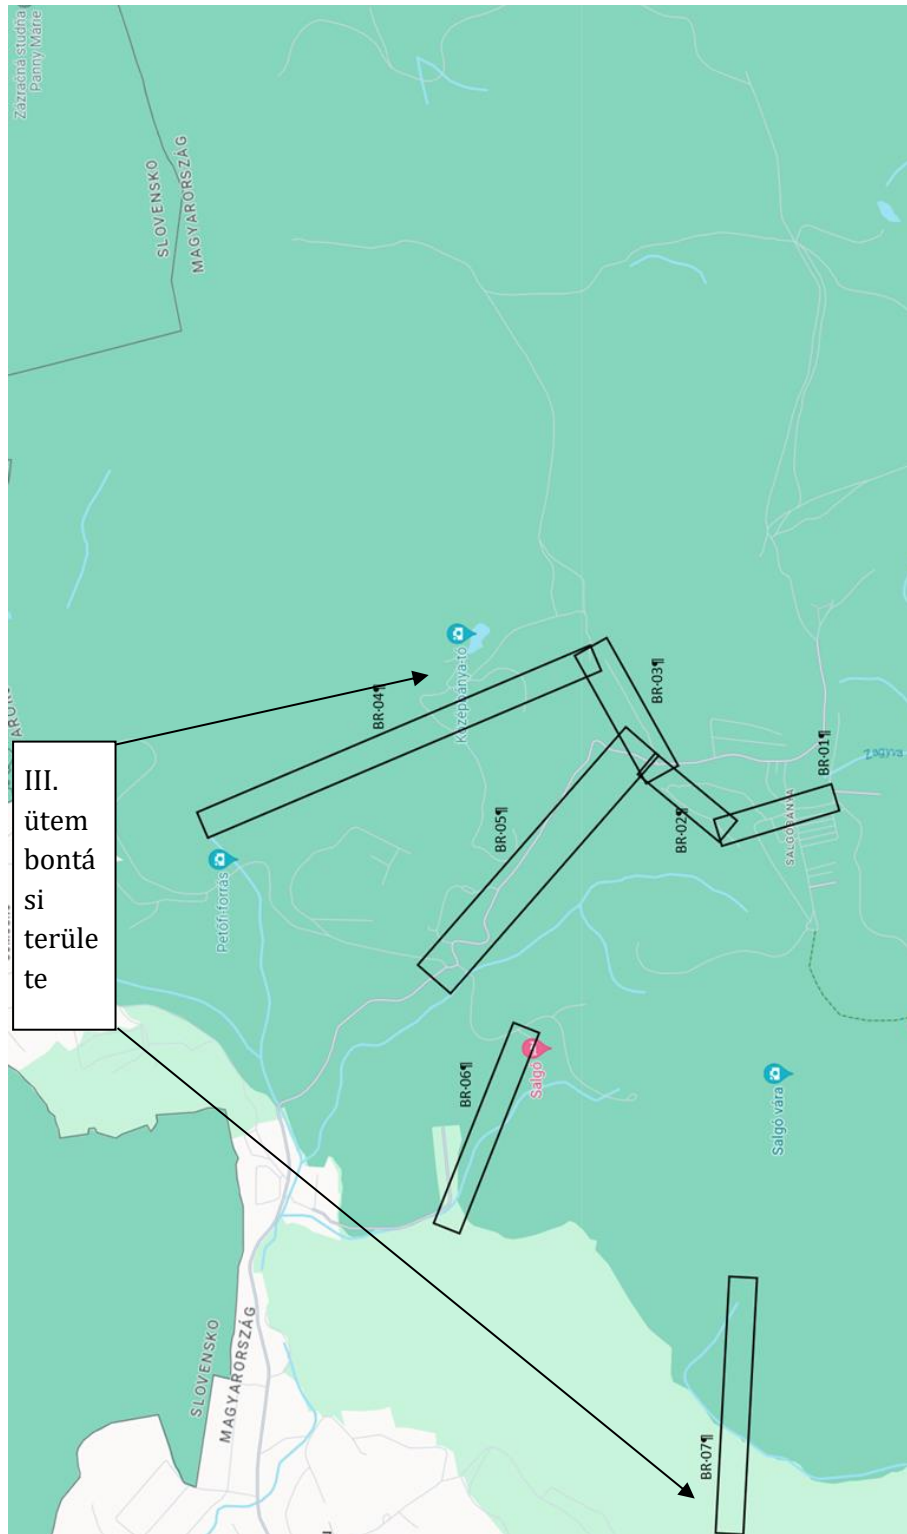 Zázračná studňa
Panny Márie
SLOVENSKO
MAGYARORSZÁG
Középbánya-tó
BR-04¶
BR-03¶
III.
ütem
bontá
si
terüle
te
BR-05¶
BR-02¶
BR-01¶
SALGÓBÁNYA
Petőfi-forrás
BR-06¶
Salgó
Salgó vára
SLOVENSKO
MAGYARORSZÁG
BR-07¶